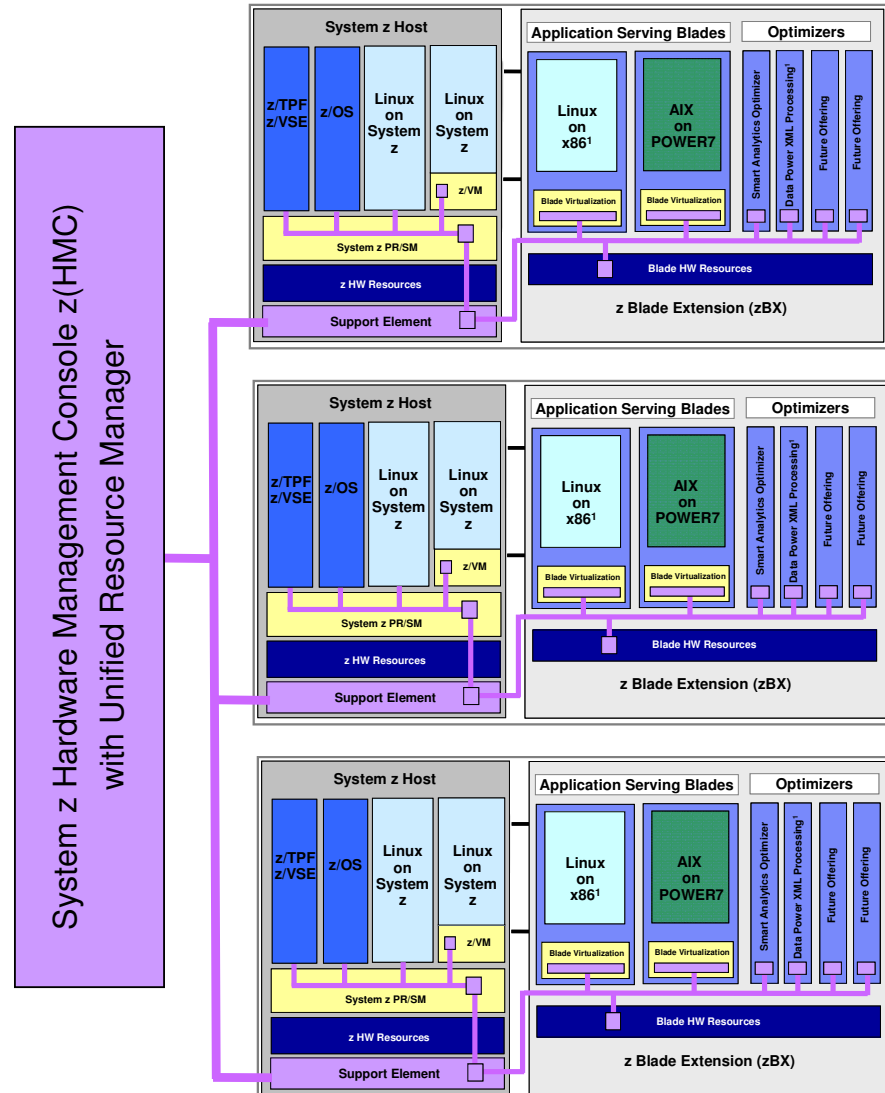 System z Hardware Management Console z(HMC)
with Unified Resource Manager
System z Host
z/TPF
z/VSE
z/OS
Linux
on
System
z
Linux
on
System
z
z/VM
System z PR/SM
z HW Resources
Support Element
Application Serving Blades
Optimizers
Linux
on
x86¹
Blade Virtualization
AIX
on
POWER7
Blade Virtualization
Smart Analytics Optimizer
Data Power XML Processing¹
Future Offering
Future Offering
Blade HW Resources
z Blade Extension (zBX)
System z Host
z/TPF
z/VSE
z/OS
Linux
on
System
z
Linux
on
System
z
z/VM
System z PR/SM
z HW Resources
Support Element
Application Serving Blades
Optimizers
Linux
on
x86¹
Blade Virtualization
AIX
on
POWER7
Blade Virtualization
Smart Analytics Optimizer
Data Power XML Processing¹
Future Offering
Future Offering
Blade HW Resources
z Blade Extension (zBX)
System z Host
z/TPF
z/VSE
z/OS
Linux
on
System
z
Linux
on
System
z
z/VM
System z PR/SM
z HW Resources
Support Element
Application Serving Blades
Optimizers
Linux
on
x86¹
Blade Virtualization
AIX
on
POWER7
Blade Virtualization
Smart Analytics Optimizer
Data Power XML Processing¹
Future Offering
Future Offering
Blade HW Resources
z Blade Extension (zBX)